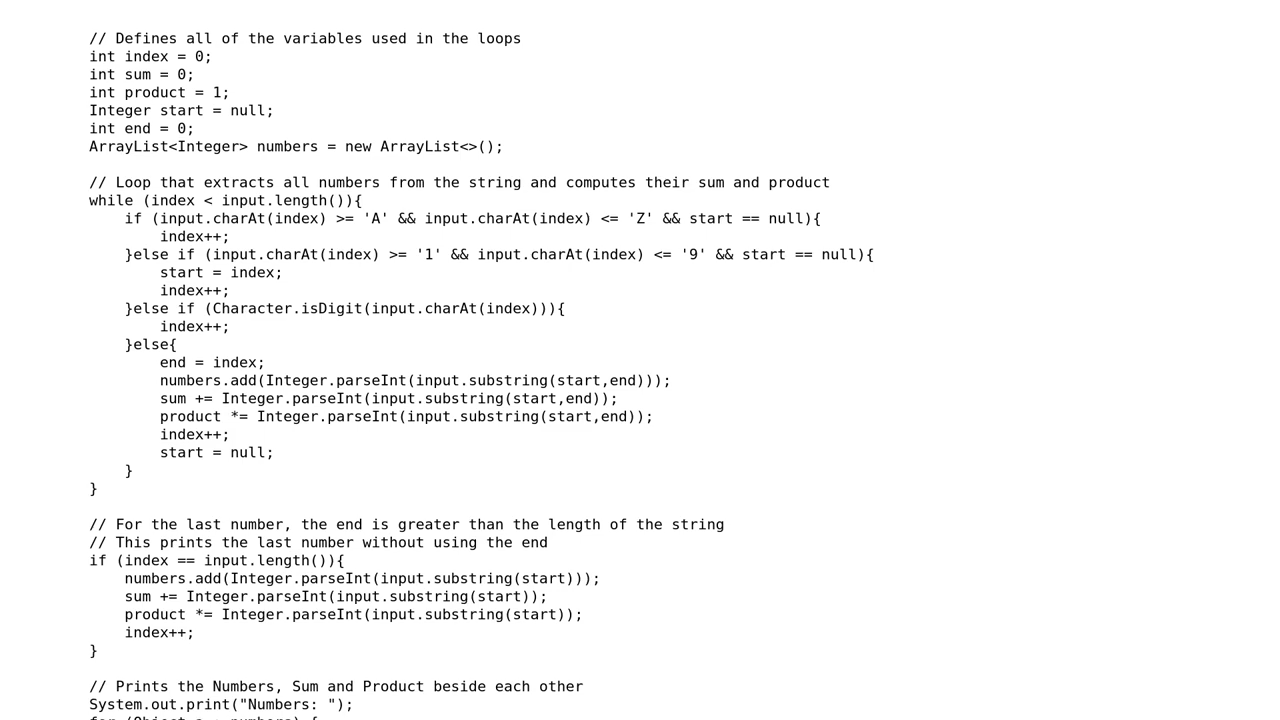 // Defines all of the variables used in the loops
int index = 0;
int sum = 0;
int product = 1;
Integer start = null;
int end = 0;
ArrayList<Integer> numbers = new ArrayList<>();
// Loop that extracts all numbers from the string and computes their sum and product
while (index < input.length()){
    if (input.charAt(index) >= 'A' && input.charAt(index) <= 'Z' && start == null){
        index++;
    }else if (input.charAt(index) >= '1' && input.charAt(index) <= '9' && start == null){
        start = index;
        index++;
    }else if (Character.isDigit(input.charAt(index))){
        index++;
    }else{
        end = index;
        numbers.add(Integer.parseInt(input.substring(start,end)));
        sum += Integer.parseInt(input.substring(start,end));
        product *= Integer.parseInt(input.substring(start,end));
        index++;
        start = null;
    }
}
// For the last number, the end is greater than the length of the string
// This prints the last number without using the end
if (index == input.length()){
    numbers.add(Integer.parseInt(input.substring(start)));
    sum += Integer.parseInt(input.substring(start));
    product *= Integer.parseInt(input.substring(start));
    index++;
}
// Prints the Numbers, Sum and Product beside each other
System.out.print("Numbers: ");